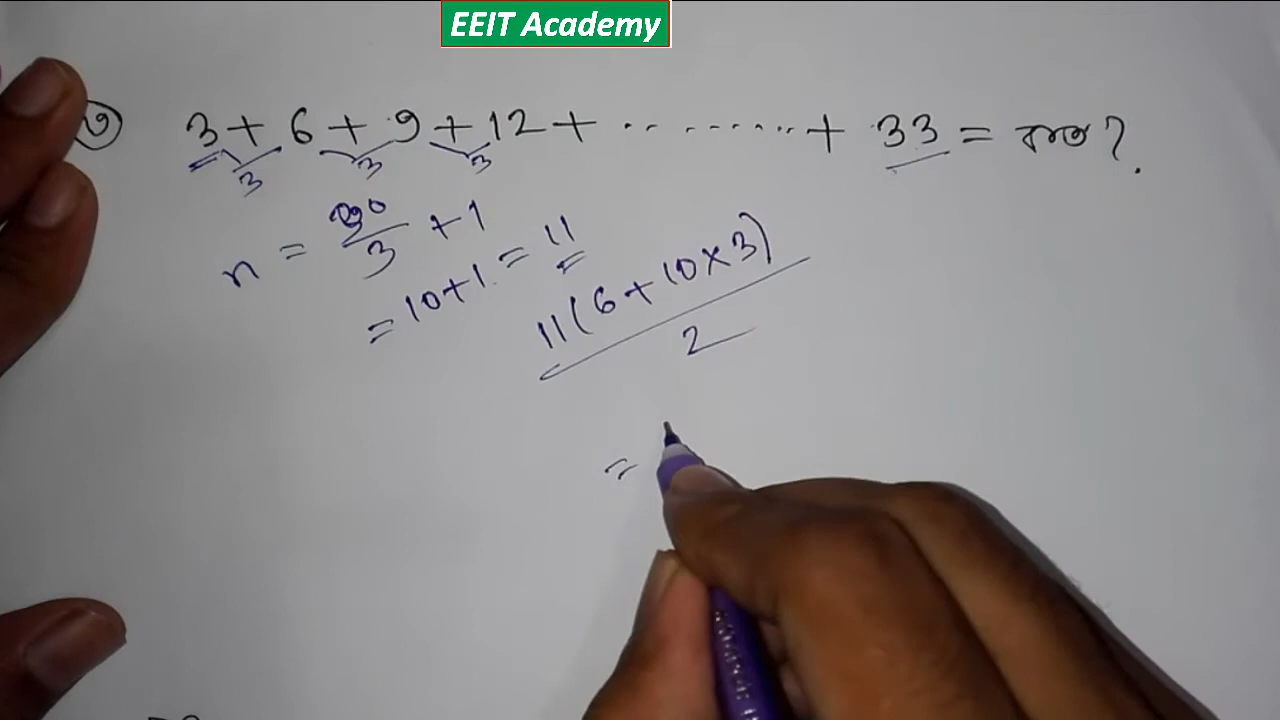 EEIT Academy
৩ 3 + 6 + 9 + 12 + ......... + 33 = কত ?
3 3 3
n = 30/3 + 1
= 10+1 = 11
11(6 + 10 × 3)
2
=